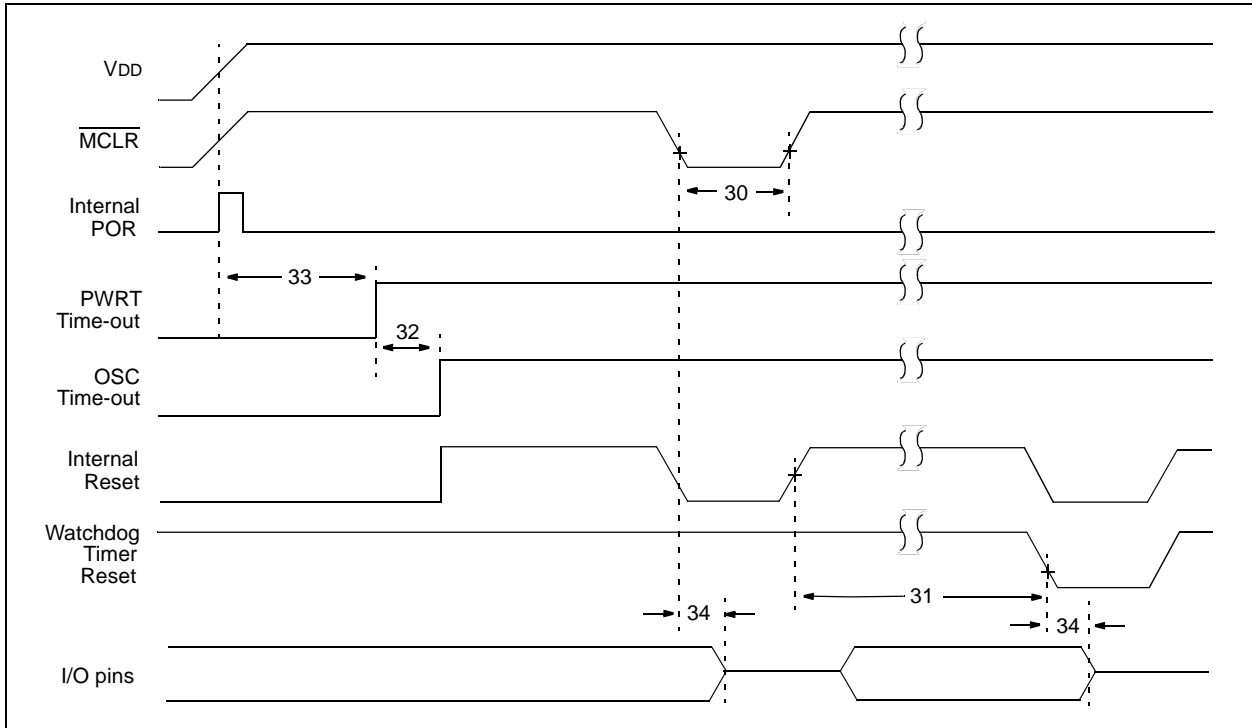 VDD
MCLR
30
Internal
POR
33
PWRT
Time-out
32
OSC
Time-out
Internal
Reset
Watchdog
Timer
Reset
31
34
34
I/O pins